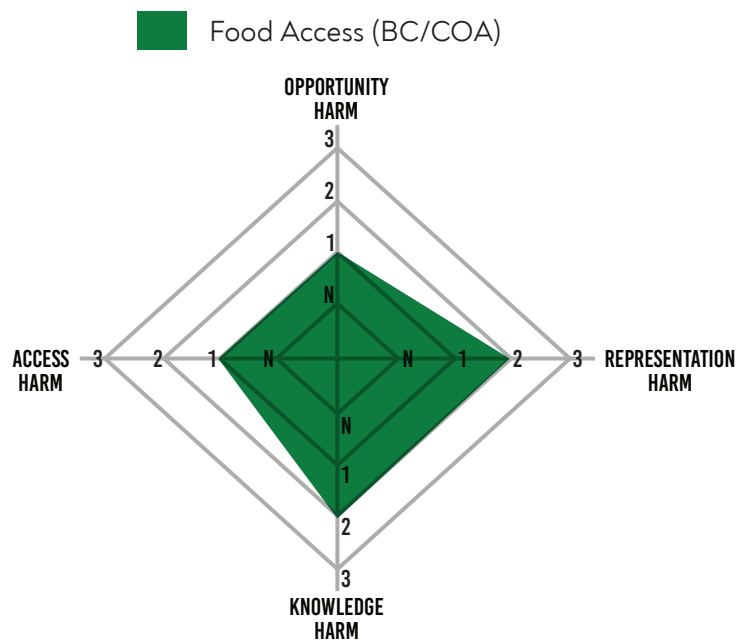 Food Access (BC/COA)
OPPORTUNITY
HARM
3
2
1
N
ACCESS
HARM
3 2 1 N N 1 2 3
REPRESENTATION
HARM
N
1
2
3
KNOWLEDGE
HARM